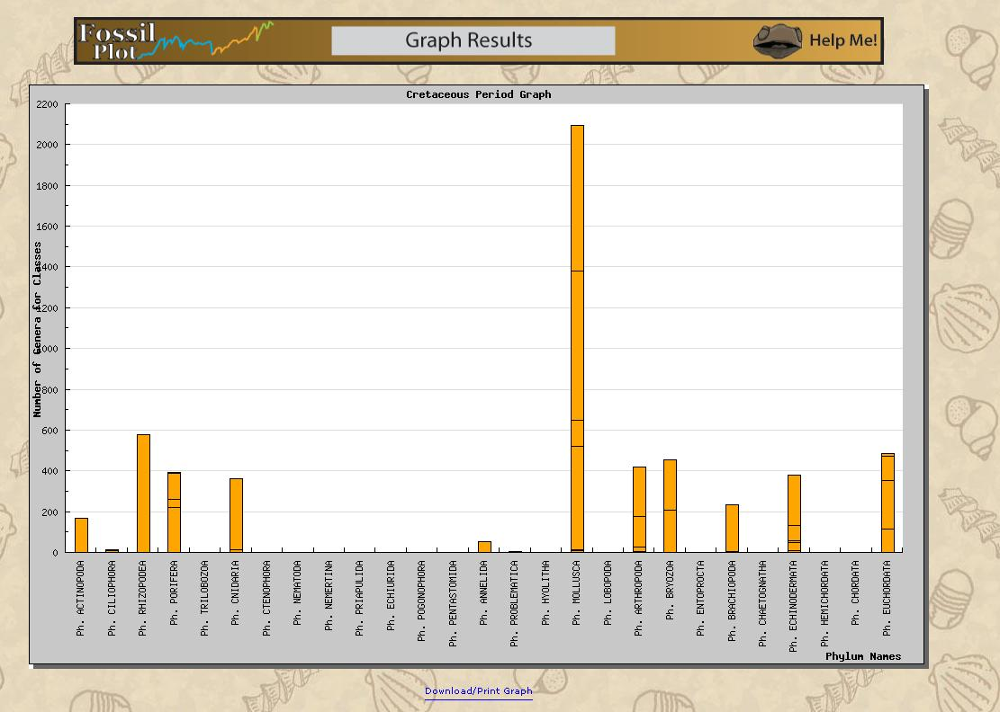 Fossil
Plot
Graph Results
Help Me!
Cretaceous Period Graph
Number of Genera for Classes
2200
2000
1800
1600
1400
1200
1000
800
600
400
200
0
Ph. ACTINOPODA
Ph. CILIOPHORA
Ph. RHIZOPODEA
Ph. PORIFERA
Ph. TRILOBOZOA
Ph. CNIDARIA
Ph. CTENOPHORA
Ph. NEMATODA
Ph. NEMERTINA
Ph. PRIAPULIDA
Ph. ECHIURIDA
Ph. POGONOPHORA
Ph. PENTASTOMIDA
Ph. ANNELIDA
Ph. PROBLEMATICA
Ph. HYOLITHA
Ph. MOLLUSCA
Ph. LOBOPODA
Ph. ARTHROPODA
Ph. BRYOZOA
Ph. ENTOPROCTA
Ph. BRACHIOPODA
Ph. CHAETOGNATHA
Ph. ECHINODERMATA
Ph. HEMICHORDATA
Ph. CHORDATA
Ph. EUCHORDATA
Phylum Names
Download/Print Graph